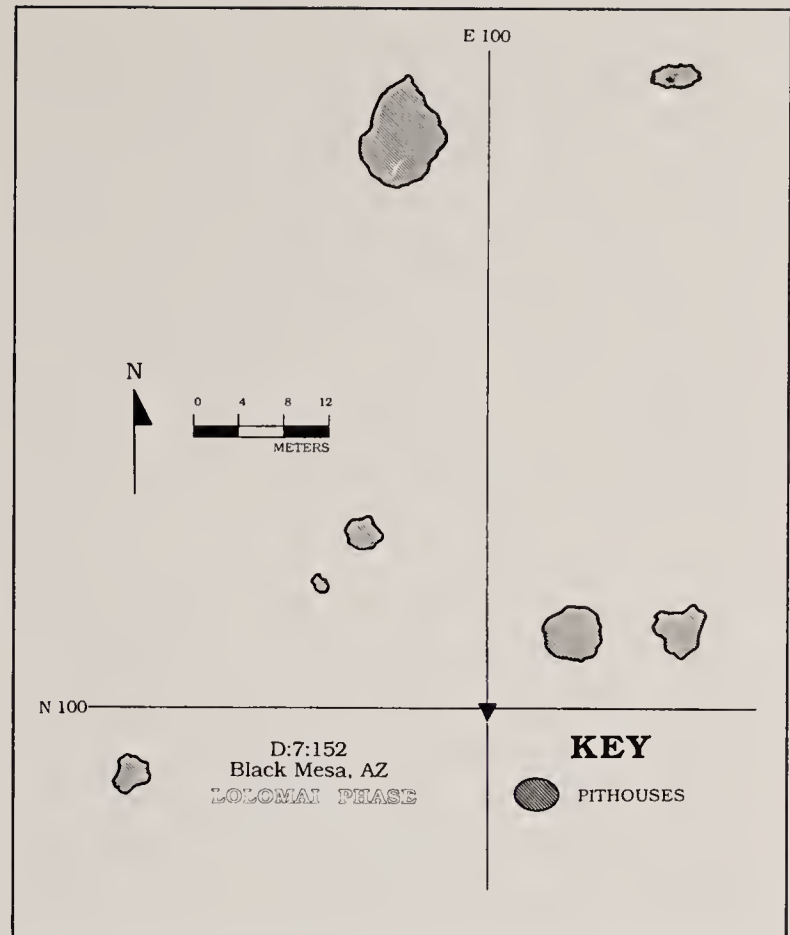 E 100
N
0 4 8 12
METERS
N 100
D:7:152
Black Mesa, AZ
LOLOMAI PHASE
KEY
PITHOUSES